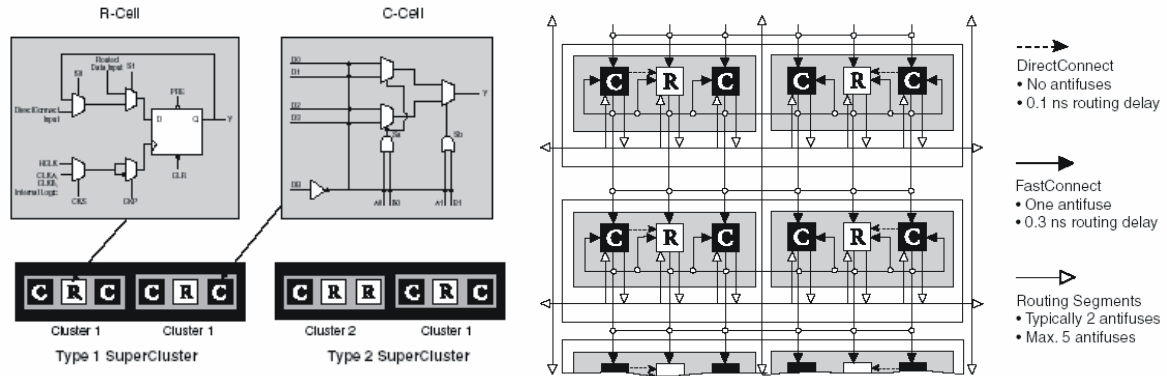 R-Cell
C-Cell
Routed
Data Input
S1
S0
PRE
DirectConnect
Input
D
Q
Y
HCLK
CLKA,
CLKB,
Internal Logic
CLR
CKS
CKP
D0
D1
D2
D3
Sa
Sb
Y
DB
A0
B0
A1
B1
C R C
C R C
C R R
C R C
Cluster 1
Cluster 1
Cluster 2
Cluster 1
Type 1 SuperCluster
Type 2 SuperCluster
C R C C R C
C R C C R C
DirectConnect
• No antifuses
• 0.1 ns routing delay
FastConnect
• One antifuse
• 0.3 ns routing delay
Routing Segments
• Typically 2 antifuses
• Max. 5 antifuses